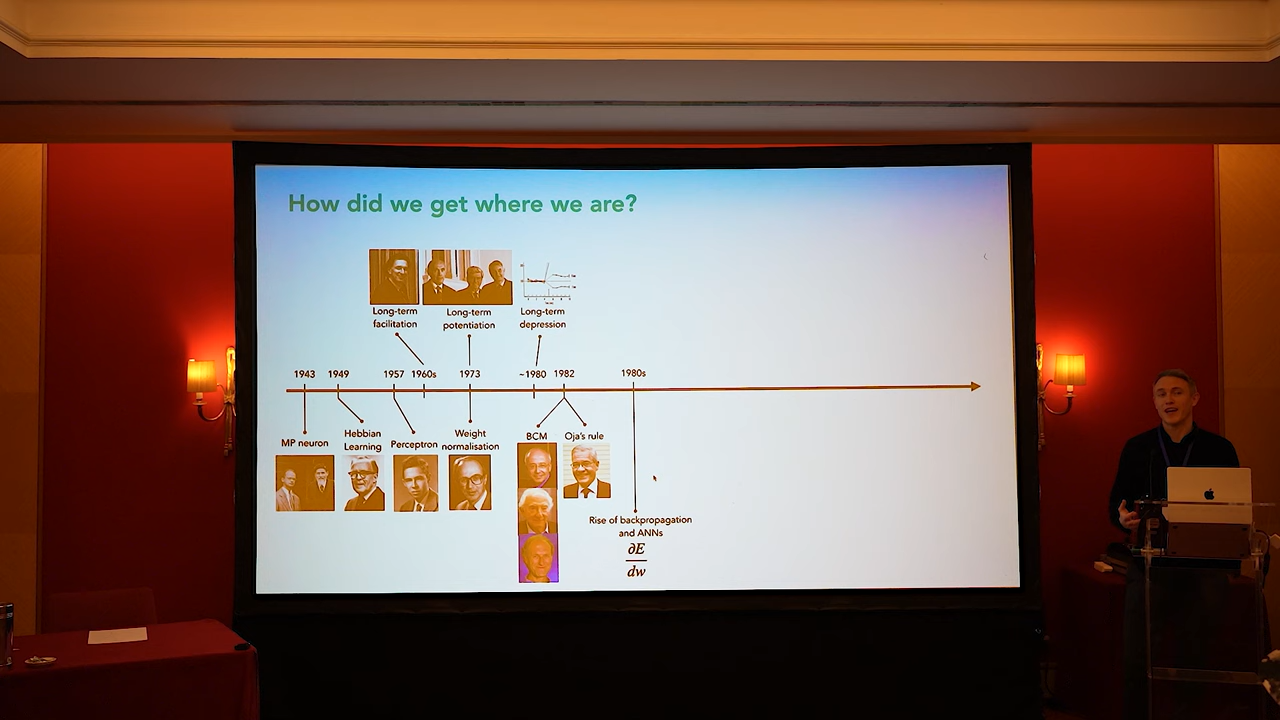 How did we get where we are?
Long-term
facilitation
Long-term
potentiation
Long-term
depression
1943 1949 1957 1960s 1973 ~1980 1982 1980s
MP neuron
Hebbian
Learning
Perceptron
Weight
normalisation
BCM
Oja's rule
Rise of backpropagation
and ANNs
∂E
dw